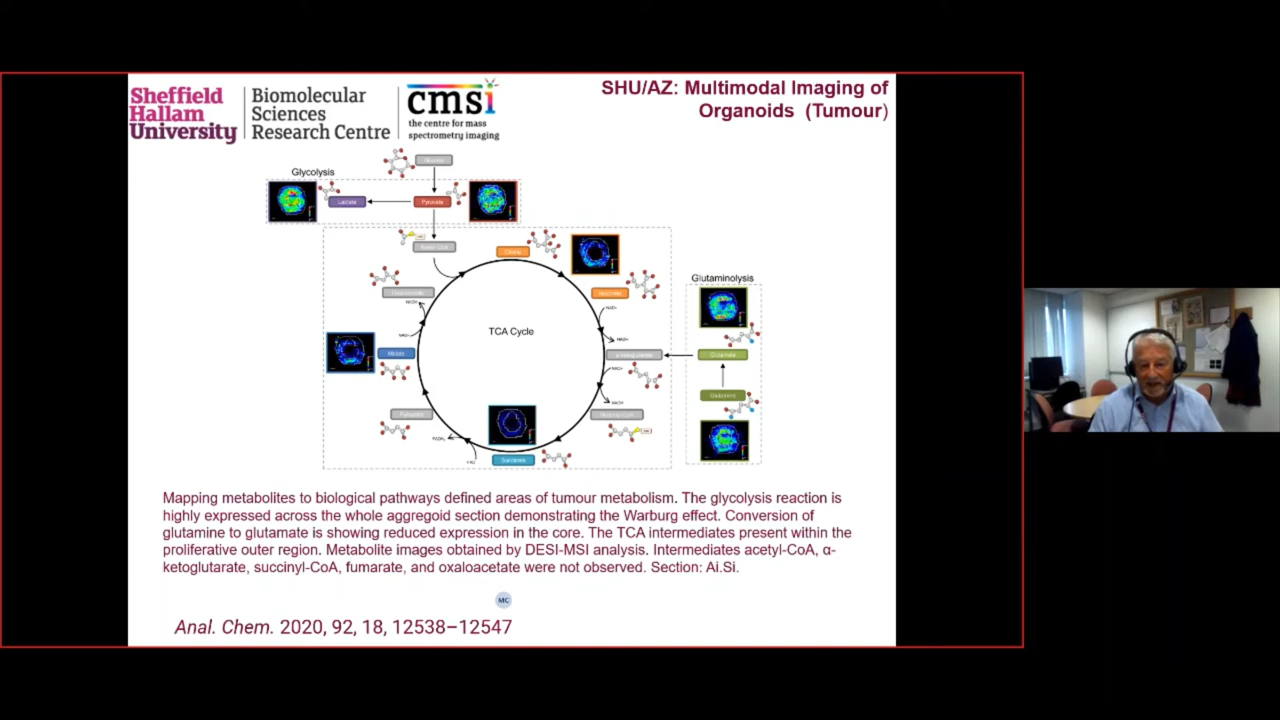 Sheffield
Hallam
University
Biomolecular
Sciences
Research Centre
cmsi
the centre for mass
spectrometry imaging
SHU/AZ: Multimodal Imaging of
Organoids (Tumour)
Glycolysis
Lactate
Pyruvate
Citrate
Glutaminolysis
TCA Cycle
Malate
Glutamate
Glutamine
Succinate
Mapping metabolites to biological pathways defined areas of tumour metabolism. The glycolysis reaction is
highly expressed across the whole aggregoid section demonstrating the Warburg effect. Conversion of
glutamine to glutamate is showing reduced expression in the core. The TCA intermediates present within the
proliferative outer region. Metabolite images obtained by DESI-MSI analysis. Intermediates acetyl-CoA, α-
ketoglutarate, succinyl-CoA, fumarate, and oxaloacetate were not observed. Section: Ai.Si.
MC
Anal. Chem. 2020, 92, 18, 12538–12547